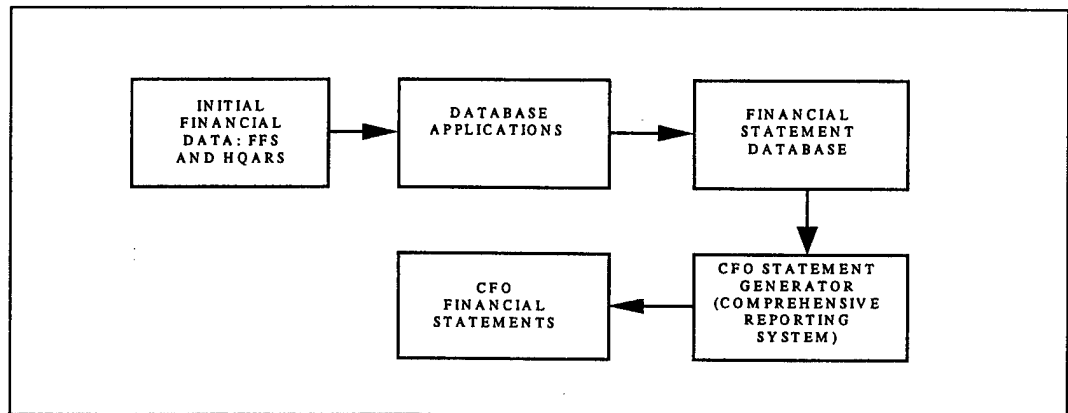 INITIAL
FINANCIAL
DATA: FFS
AND HQARS
DATABASE
APPLICATIONS
FINANCIAL
STATEMENT
DATABASE
CFO STATEMENT
GENERATOR
(COMPREHENSIVE
REPORTING
SYSTEM)
CFO
FINANCIAL
STATEMENTS